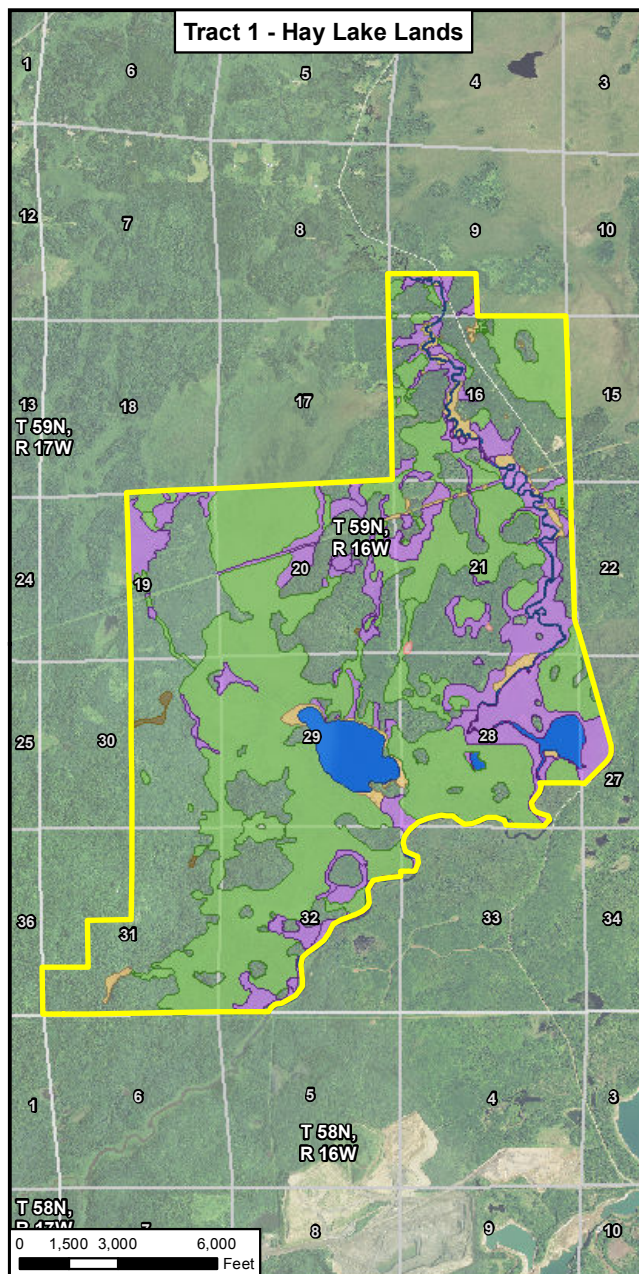 Tract 1 - Hay Lake Lands
1 6 5 4 3
12 7 8 9 10
13 18 17 16 15
T 59N,
R 17W
T 59N,
R 16W
24 19 20 21 22
25 30 29 28 27
36 31 32 33 34
1 6 5 4 3
T 58N,
R 16W
T 58N,
R 17W
7 8 9 10
0 1,500 3,000 6,000
Feet